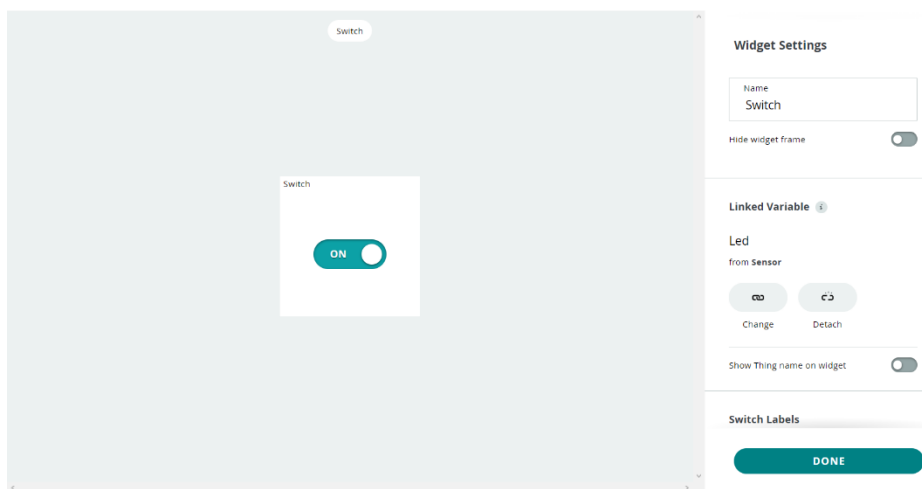 Switch
Switch
ON
Widget Settings
Name
Switch
Hide widget frame
Linked Variable
Led
from Sensor
Change Detach
Show Thing name on widget
Switch Labels
DONE